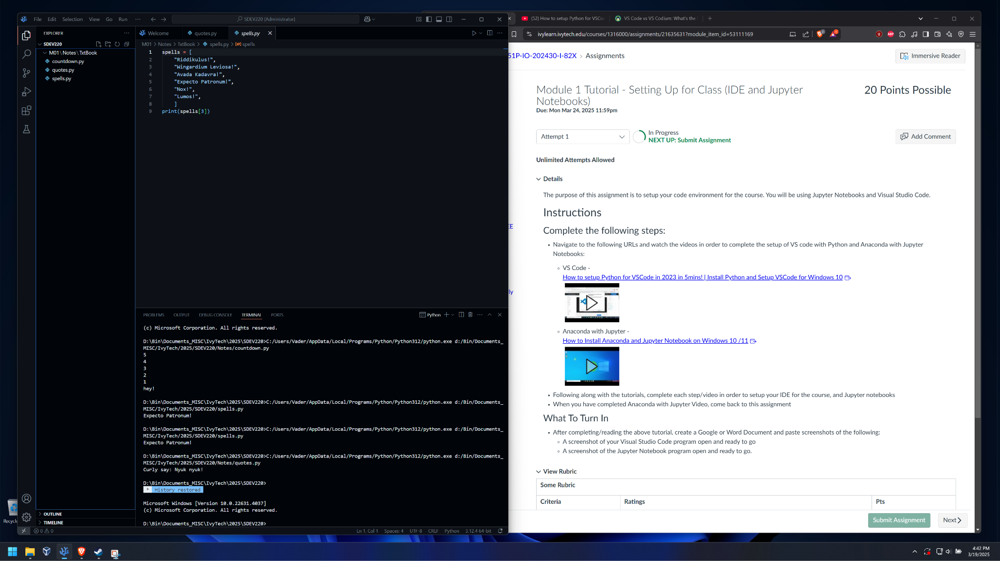 File Edit Selection View Go Run ··· SDEV220 [Administrator]
EXPLORER
SDEV220
M01 \ Notes \ TxtBook
countdown.py
quotes.py
spells.py
OUTLINE
TIMELINE
Welcome quotes.py spells.py
M01 > Notes > TxtBook > spells.py > spells
1 spells = [
2 "Riddikulus!",
3 "Wingardium Leviosa!",
4 "Avada Kadavra!",
5 "Expecto Patronum!",
6 "Nox!",
7 "Lumos!",
8 ]
9 print(spells[3])
PROBLEMS OUTPUT DEBUG CONSOLE TERMINAL PORTS Python
(c) Microsoft Corporation. All rights reserved.
D:\Bin\Documents_MISC\IvyTech\2025\SDEV220>C:/Users/Vader/AppData/Local/Programs/Python/Python312/python.exe d:/Bin/Documents_
MISC/IvyTech/2025/SDEV220/Notes/countdown.py
5
4
3
2
1
hey!
D:\Bin\Documents_MISC\IvyTech\2025\SDEV220>C:/Users/Vader/AppData/Local/Programs/Python/Python312/python.exe d:/Bin/Documents_
MISC/IvyTech/2025/SDEV220/spells.py
Expecto Patronum!
D:\Bin\Documents_MISC\IvyTech\2025\SDEV220>C:/Users/Vader/AppData/Local/Programs/Python/Python312/python.exe d:/Bin/Documents_
MISC/IvyTech/2025/SDEV220/spells.py
Expecto Patronum!
D:\Bin\Documents_MISC\IvyTech\2025\SDEV220>C:/Users/Vader/AppData/Local/Programs/Python/Python312/python.exe d:/Bin/Documents_
MISC/IvyTech/2025/SDEV220/Notes/quotes.py
Curly say: Nyuk nyuk!
D:\Bin\Documents_MISC\IvyTech\2025\SDEV220>
* History restored
Microsoft Windows [Version 10.0.22631.4037]
(c) Microsoft Corporation. All rights reserved.
D:\Bin\Documents_MISC\IvyTech\2025\SDEV220>
0 0 Ln 1, Col 1 Spaces: 4 UTF-8 CRLF Python 3.12.4 64-bit
(52) How to setup Python for VSCo VS Code vs VS Codium: What's the
ivylearn.ivytech.edu/courses/1316000/assignments/21635631?module_item_id=53111169
51P-IO-202430-I-82X > Assignments
Immersive Reader
Module 1 Tutorial - Setting Up for Class (IDE and Jupyter
Notebooks)
20 Points Possible
Due: Mon Mar 24, 2025 11:59pm
Attempt 1
In Progress
NEXT UP: Submit Assignment
Add Comment
Unlimited Attempts Allowed
Details
The purpose of this assignment is to setup your code environment for the course. You will be using Jupyter Notebooks and Visual Studio Code.
Instructions
EE
Complete the following steps:
Navigate to the following URLs and watch the videos in order to complete the setup of VS code with Python and Anaconda with Jupyter
Notebooks:
VS Code -
How to setup Python for VSCode in 2023 in 5mins! | Install Python and Setup VSCode for Windows 10
ly
Anaconda with Jupyter -
How to Install Anaconda and Jupyter Notebook on Windows 10 /11
Following along with the tutorials, complete each step/video in order to setup your IDE for the course, and Jupyter notebooks
When you have completed Anaconda with Jupyter Video, come back to this assignment
What To Turn In
After completing/reading the above tutorial, create a Google or Word Document and paste screenshots of the following:
A screenshot of your Visual Studio Code program open and ready to go
A screenshot of the Jupyter Notebook program open and ready to go.
View Rubric
Some Rubric
Criteria Ratings Pts
Submit Assignment Next
Recycle
4:42 PM
3/19/2025